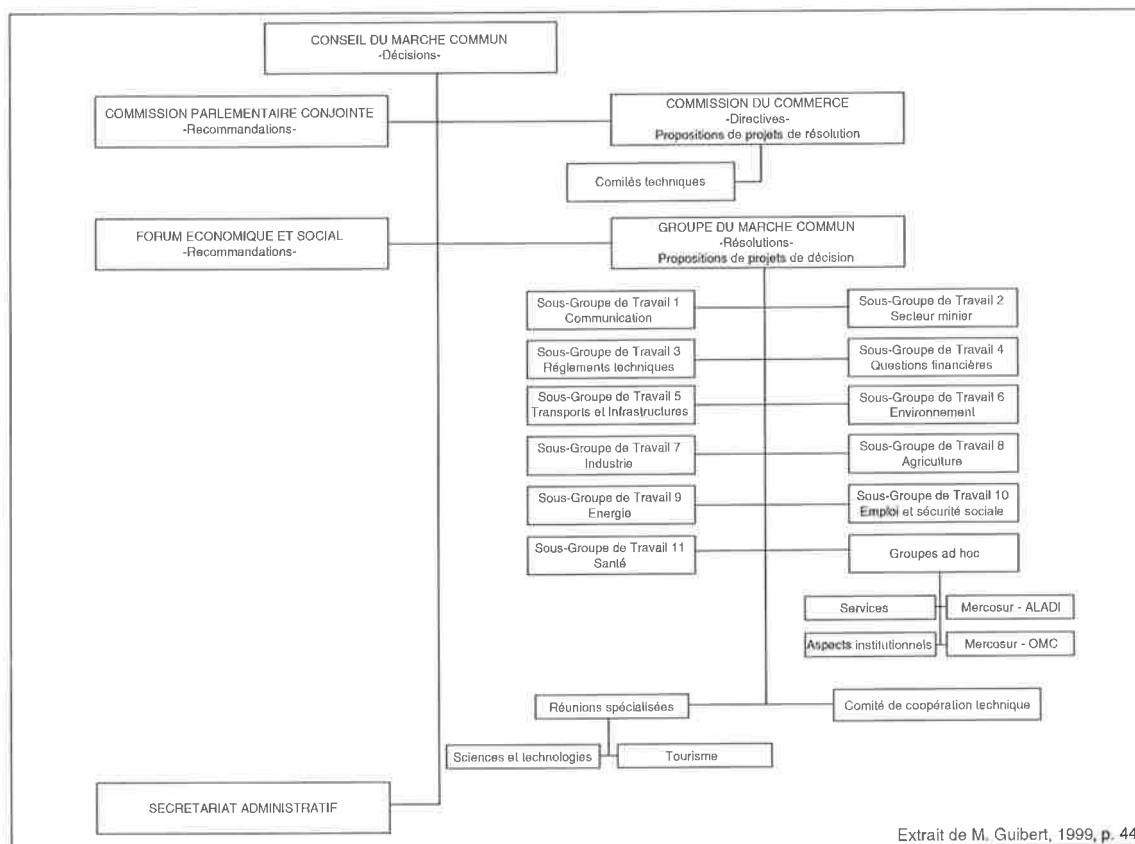 CONSEIL DU MARCHE COMMUN
-Décisions-
COMMISSION PARLEMENTAIRE CONJOINTE
-Recommandations-
COMMISSION DU COMMERCE
-Directives-
Propositions de projets de résolution
Comités techniques
FORUM ECONOMIQUE ET SOCIAL
-Recommandations-
GROUPE DU MARCHE COMMUN
-Résolutions-
Propositions de projets de décision
Sous-Groupe de Travail 1
Communication
Sous-Groupe de Travail 2
Secteur minier
Sous-Groupe de Travail 3
Réglements techniques
Sous-Groupe de Travail 4
Questions financières
Sous-Groupe de Travail 5
Transports et Infrastructures
Sous-Groupe de Travail 6
Environnement
Sous-Groupe de Travail 7
Industrie
Sous-Groupe de Travail 8
Agriculture
Sous-Groupe de Travail 9
Energie
Sous-Groupe de Travail 10
Emploi et sécurité sociale
Sous-Groupe de Travail 11
Santé
Groupes ad hoc
Services
Mercosur - ALADI
Aspects institutionnels
Mercosur - OMC
Réunions spécialisées
Comité de coopération technique
Sciences et technologies
Tourisme
SECRETARIAT ADMINISTRATIF
Extrait de M. Guibert, 1999, p. 44